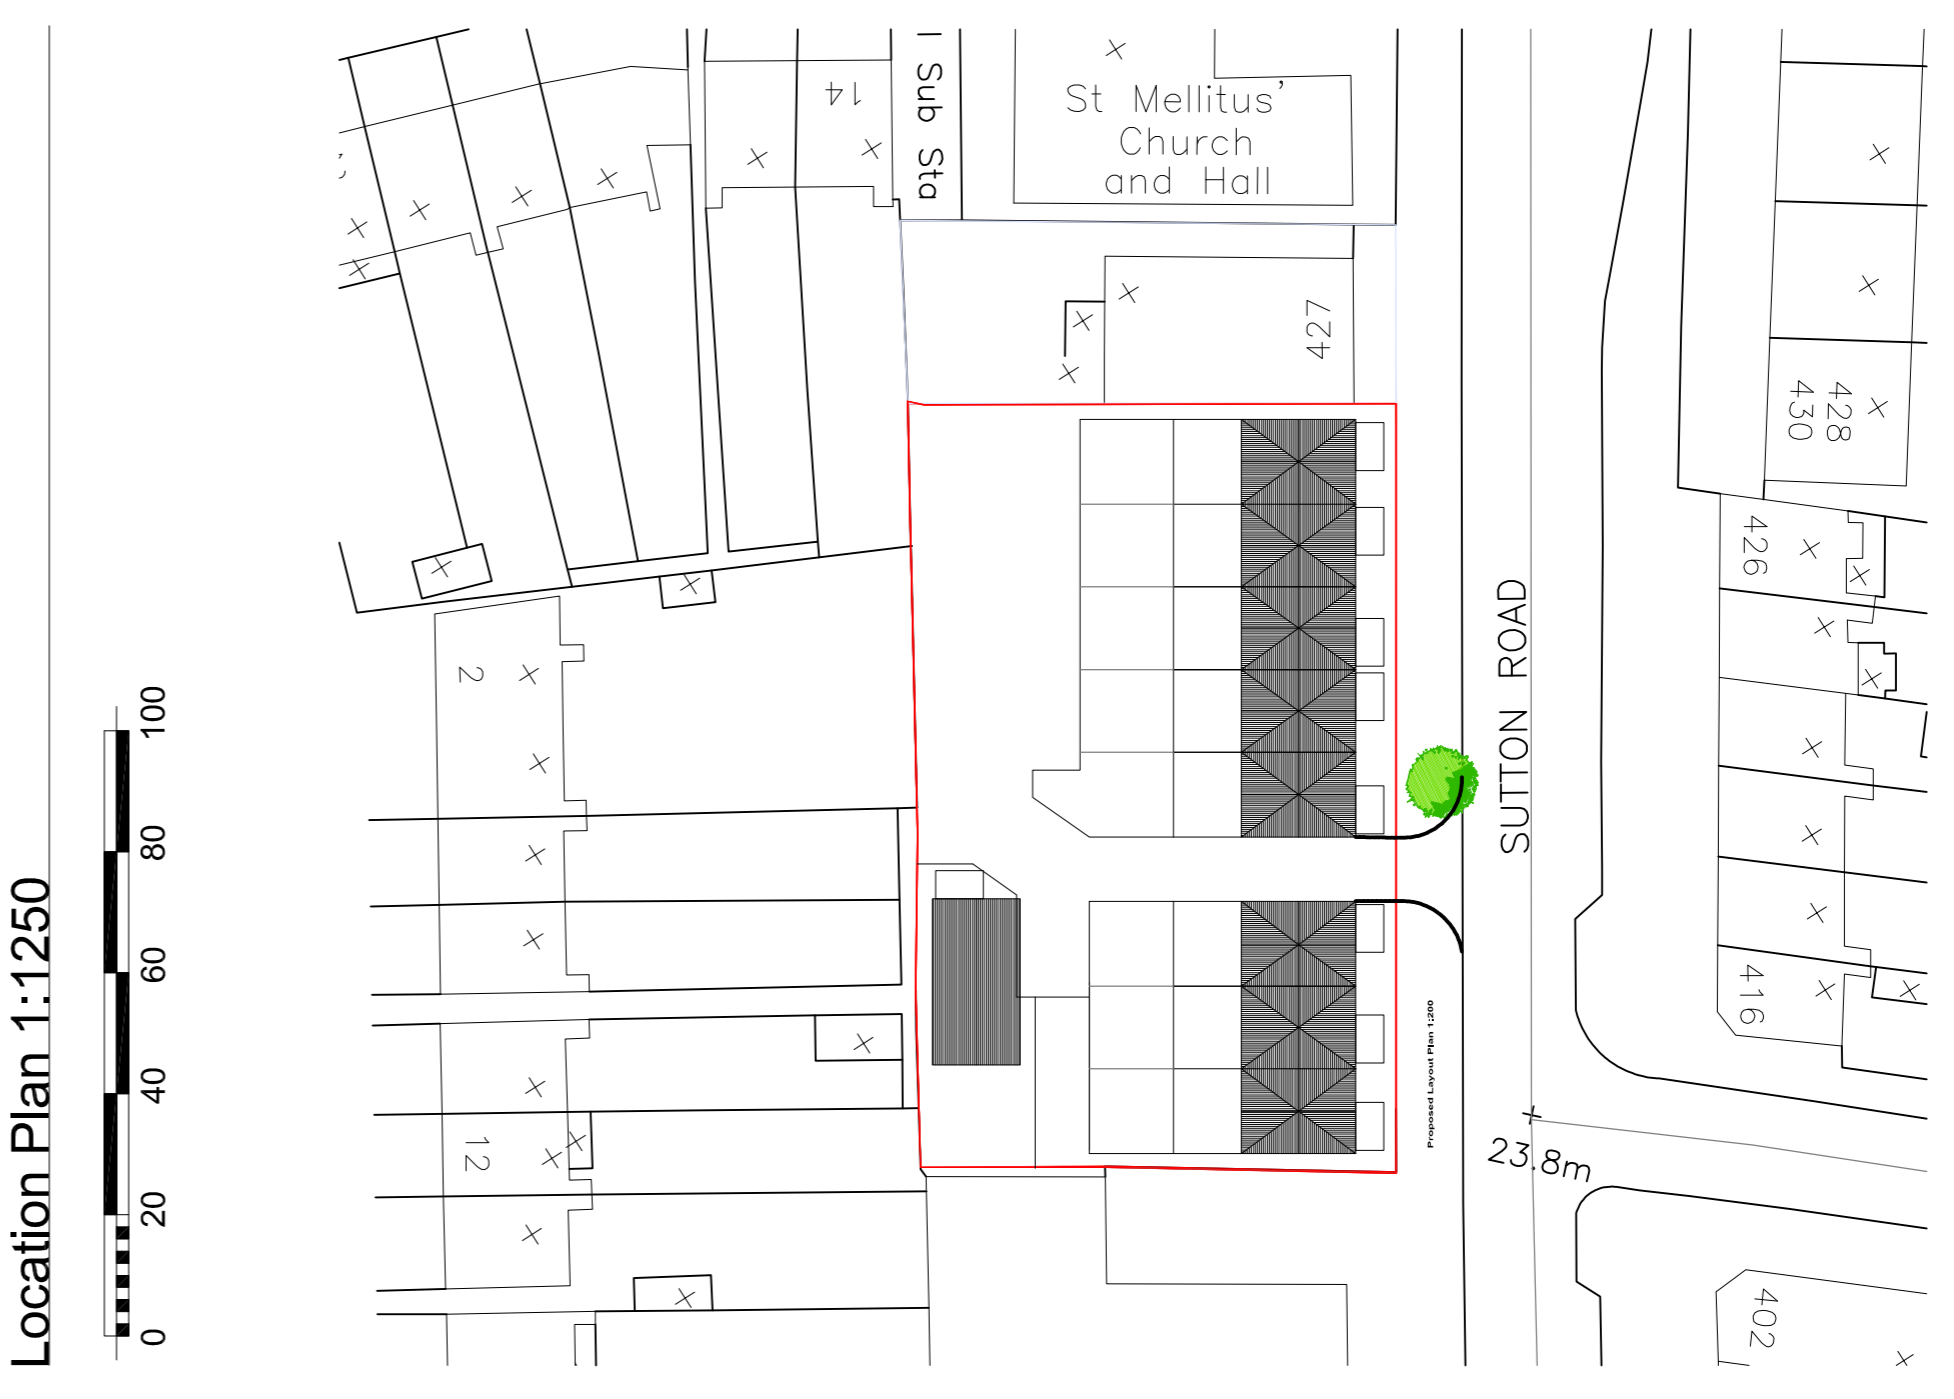 Location Plan 1:1250
0
20
40
60
80
100
14
l Sub Sta
St Mellitus'
Church
and Hall
427
428
430
426
416
402
2
12
SUTTON ROAD
23.8m
Proposed Layout Plan 1:200